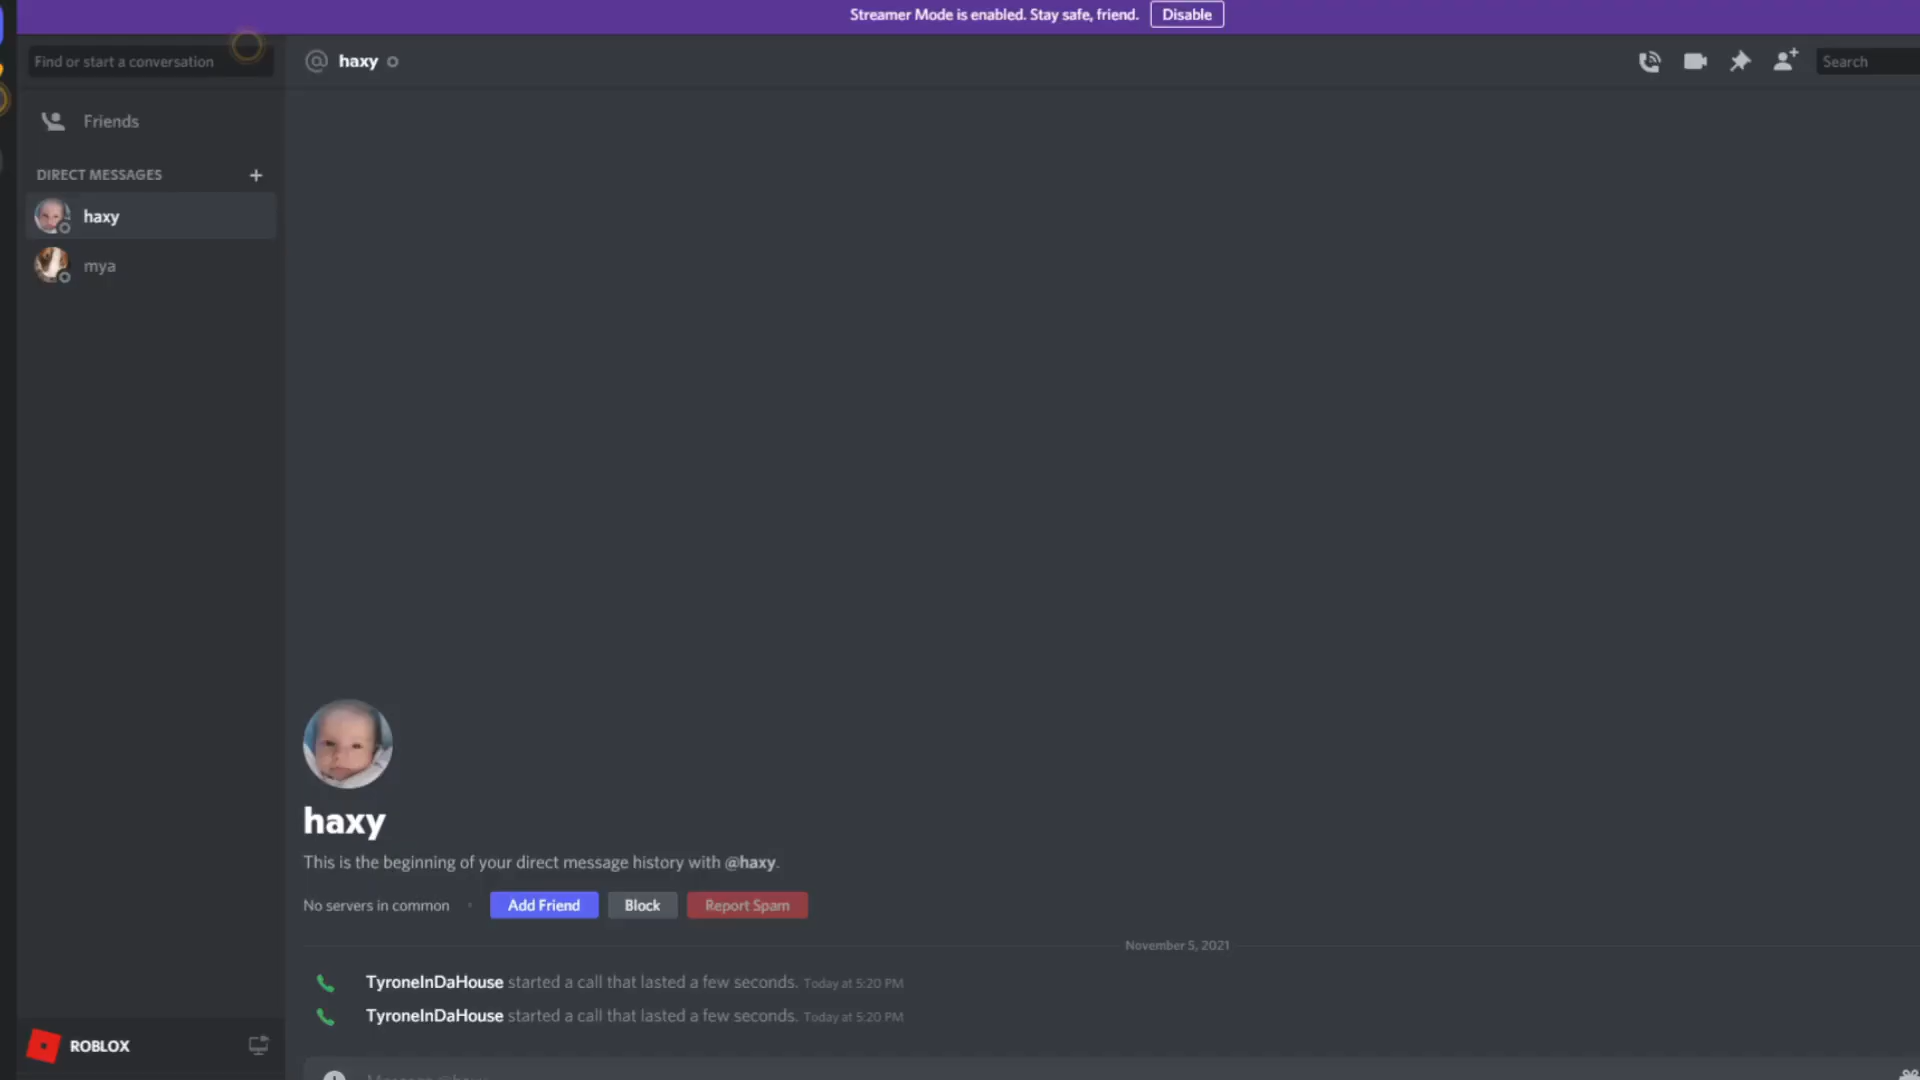 Streamer Mode is enabled. Stay safe, friend. Disable
Find or start a conversation
haxy
Search
Friends
DIRECT MESSAGES
haxy
mya
haxy
This is the beginning of your direct message history with @haxy.
No servers in common
Add Friend
Block
Report Spam
November 5, 2021
TyroneInDaHouse started a call that lasted a few seconds. Today at 5:20 PM
TyroneInDaHouse started a call that lasted a few seconds. Today at 5:20 PM
ROBLOX